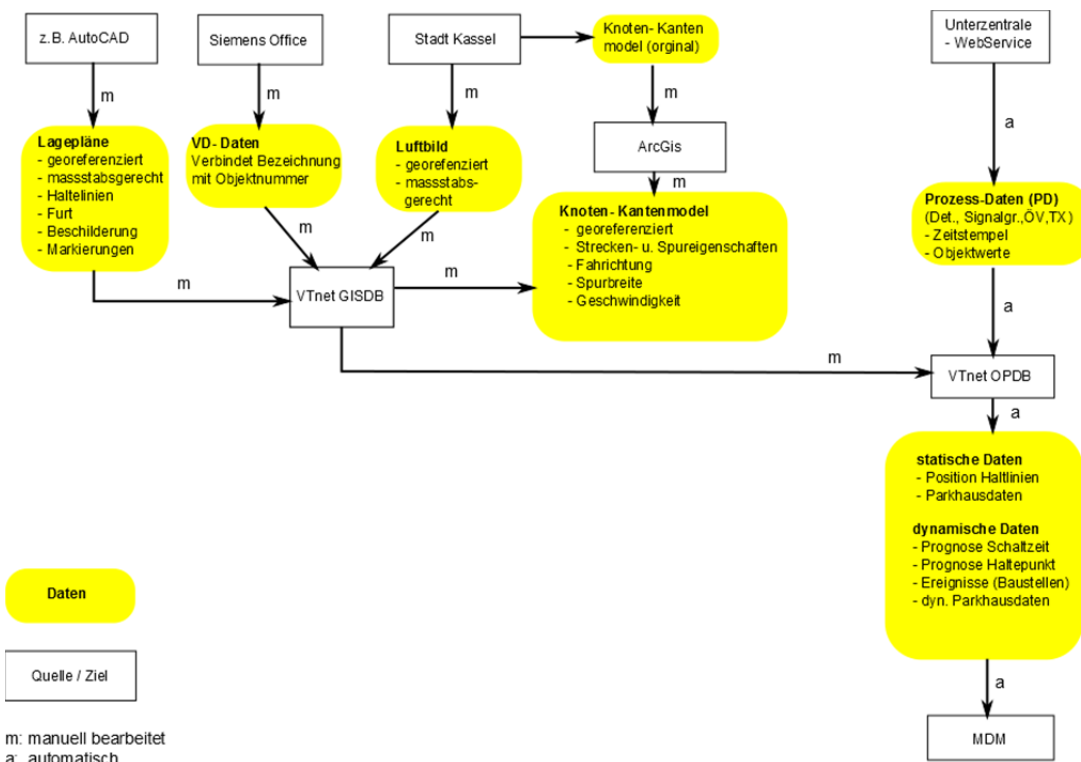 z.B. AutoCAD
Siemens Office
Stadt Kassel
Knoten- Kanten
model (orginal)
Unterzentrale
- WebService
m
m
m
m
a
Lagepläne
- georeferenziert
- massstabsgerecht
- Haltelinien
- Furt
- Beschilderung
- Markierungen
VD- Daten
Verbindet Bezeichnung
mit Objektnummer
Luftbild
- georefenziert
- massstabs-
gerecht
ArcGis
m
Knoten- Kantenmodel
- georeferenziert
- Strecken- u. Spureigenschaften
- Fahrichtung
- Spurbreite
- Geschwindigkeit
Prozess-Daten (PD)
(Det., Signalgr.,ÖV,TX)
- Zeitstempel
- Objektwerte
m
m
m
m
a
VTnet GISDB
m
VTnet OPDB
a
statische Daten
- Position Haltlinien
- Parkhausdaten
dynamische Daten
- Prognose Schaltzeit
- Prognose Haltepunkt
- Ereignisse (Baustellen)
- dyn. Parkhausdaten
a
MDM
Daten
Quelle / Ziel
m: manuell bearbeitet
a: automatisch